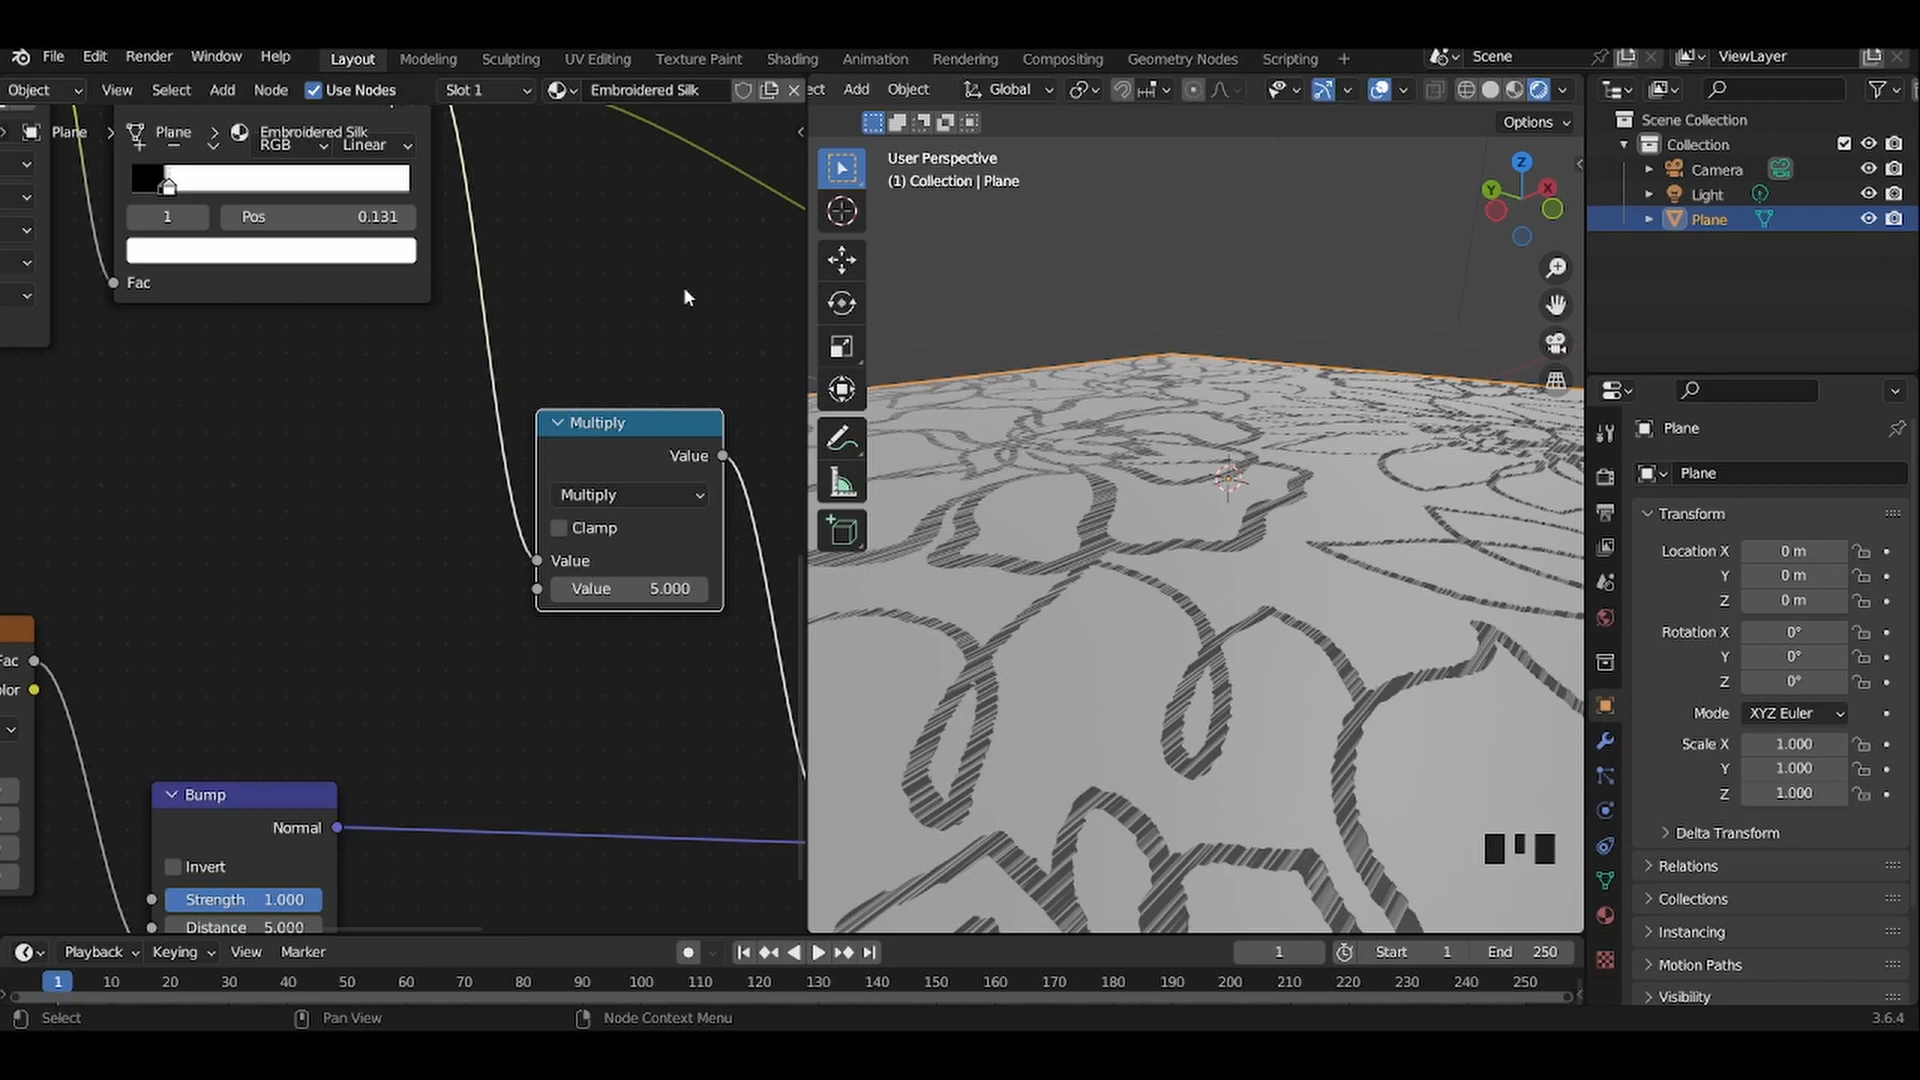 File Edit Render Window Help Layout Modeling Sculpting UV Editing Texture Paint Shading Animation Rendering Compositing Geometry Nodes Scripting + Scene ViewLayer
Object View Select Add Node Use Nodes Slot 1 Embroidered Silk
ect Add Object Global
Options
Plane Plane Embroidered Silk
RGB Linear
1 Pos 0.131
Fac
Multiply
Value
Multiply
Clamp
Value
Value 5.000
Fac
olor
Bump
Normal
Invert
Strength 1.000
Distance 5.000
User Perspective
(1) Collection | Plane
Z
Y
X
Scene Collection
Collection
Camera
Light
Plane
Plane
Plane
Transform
Location X 0 m
Y 0 m
Z 0 m
Rotation X 0°
Y 0°
Z 0°
Mode XYZ Euler
Scale X 1.000
Y 1.000
Z 1.000
Delta Transform
Relations
Collections
Instancing
Motion Paths
Visibility
Playback Keying View Marker 1 Start 1 End 250
1 10 20 30 40 50 60 70 80 90 100 110 120 130 140 150 160 170 180 190 200 210 220 230 240 250
Select Pan View Node Context Menu 3.6.4